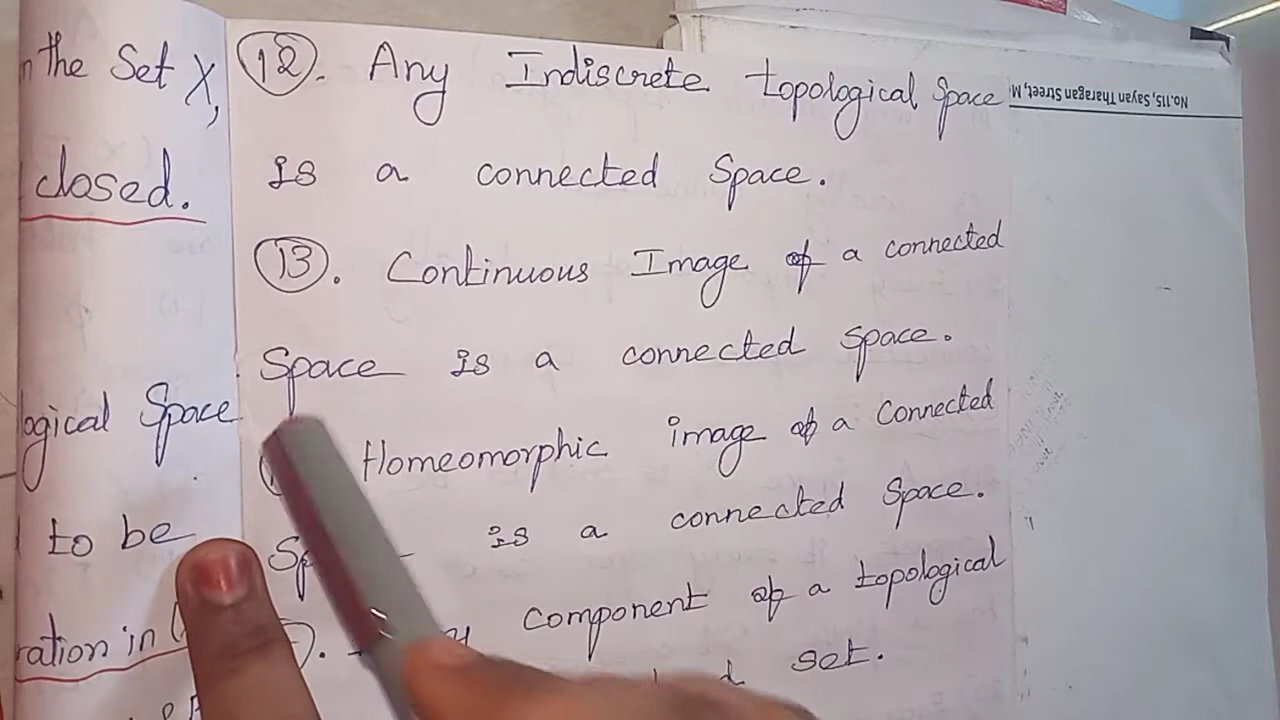 n the Set X,
closed.
ogical Space
to be
ration in
(12). Any Indiscrete topological Space
is a connected Space.
(13). Continuous Image of a connected
Space is a connected space.
Homeomorphic image of a Connected
Sp is a connected Space.
component of a topological
set.
No.115, Sayan Tharagan Street, M